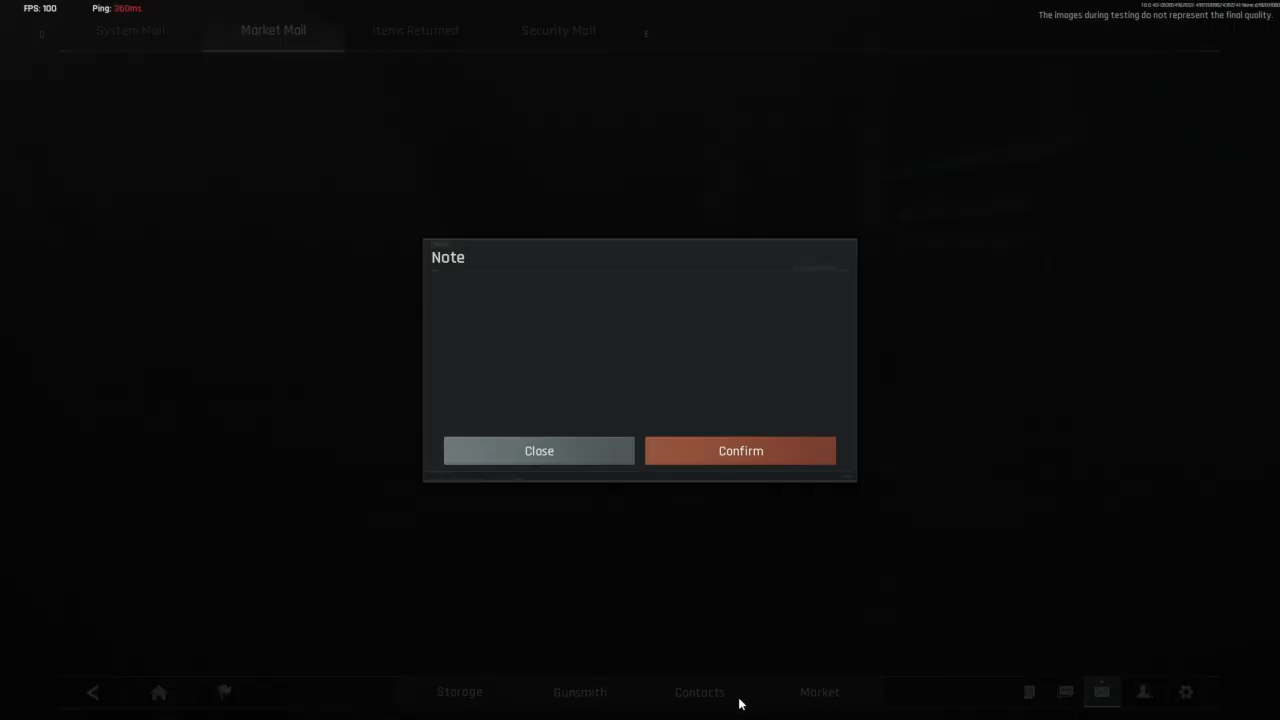 FPS: 100 Ping: 360ms
The images during testing do not represent the final quality.
Q System Mail Market Mail Items Returned Security Mail E
Note
Close Confirm
Storage Gunsmith Contacts Market